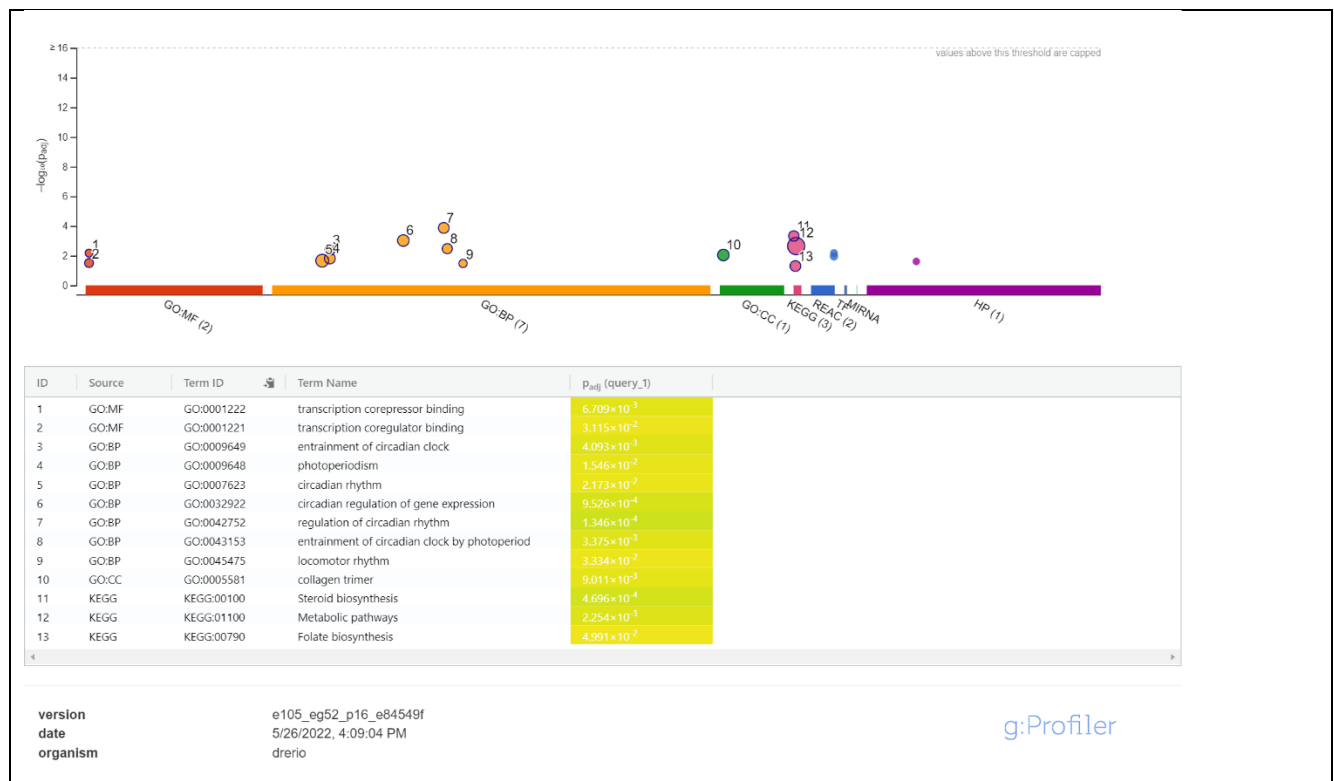 ≥ 16
values above this threshold are capped
14
12
10
8
6
4
2
0
−log₁₀(pₐdⱼ)
1
2
3
54
6
7
8
9
10
11
12
13
GO:MF (2)
GO:BP (7)
GO:CC (1)
KEGG (3)
REAC (2)
TF
MIRNA
HP (1)
ID Source Term ID Term Name padj (query_1)
1 GO:MF GO:0001222 transcription corepressor binding 6.709×10⁻³
2 GO:MF GO:0001221 transcription coregulator binding 3.115×10⁻²
3 GO:BP GO:0009649 entrainment of circadian clock 4.093×10⁻³
4 GO:BP GO:0009648 photoperiodism 1.546×10⁻²
5 GO:BP GO:0007623 circadian rhythm 2.173×10⁻²
6 GO:BP GO:0032922 circadian regulation of gene expression 9.526×10⁻⁴
7 GO:BP GO:0042752 regulation of circadian rhythm 1.346×10⁻⁴
8 GO:BP GO:0043153 entrainment of circadian clock by photoperiod 3.375×10⁻³
9 GO:BP GO:0045475 locomotor rhythm 3.334×10⁻²
10 GO:CC GO:0005581 collagen trimer 9.011×10⁻³
11 KEGG KEGG:00100 Steroid biosynthesis 4.696×10⁻⁴
12 KEGG KEGG:01100 Metabolic pathways 2.254×10⁻³
13 KEGG KEGG:00790 Folate biosynthesis 4.991×10⁻²
version e105_eg52_p16_e84549f
date 5/26/2022, 4:09:04 PM
organism drerio
g:Profiler